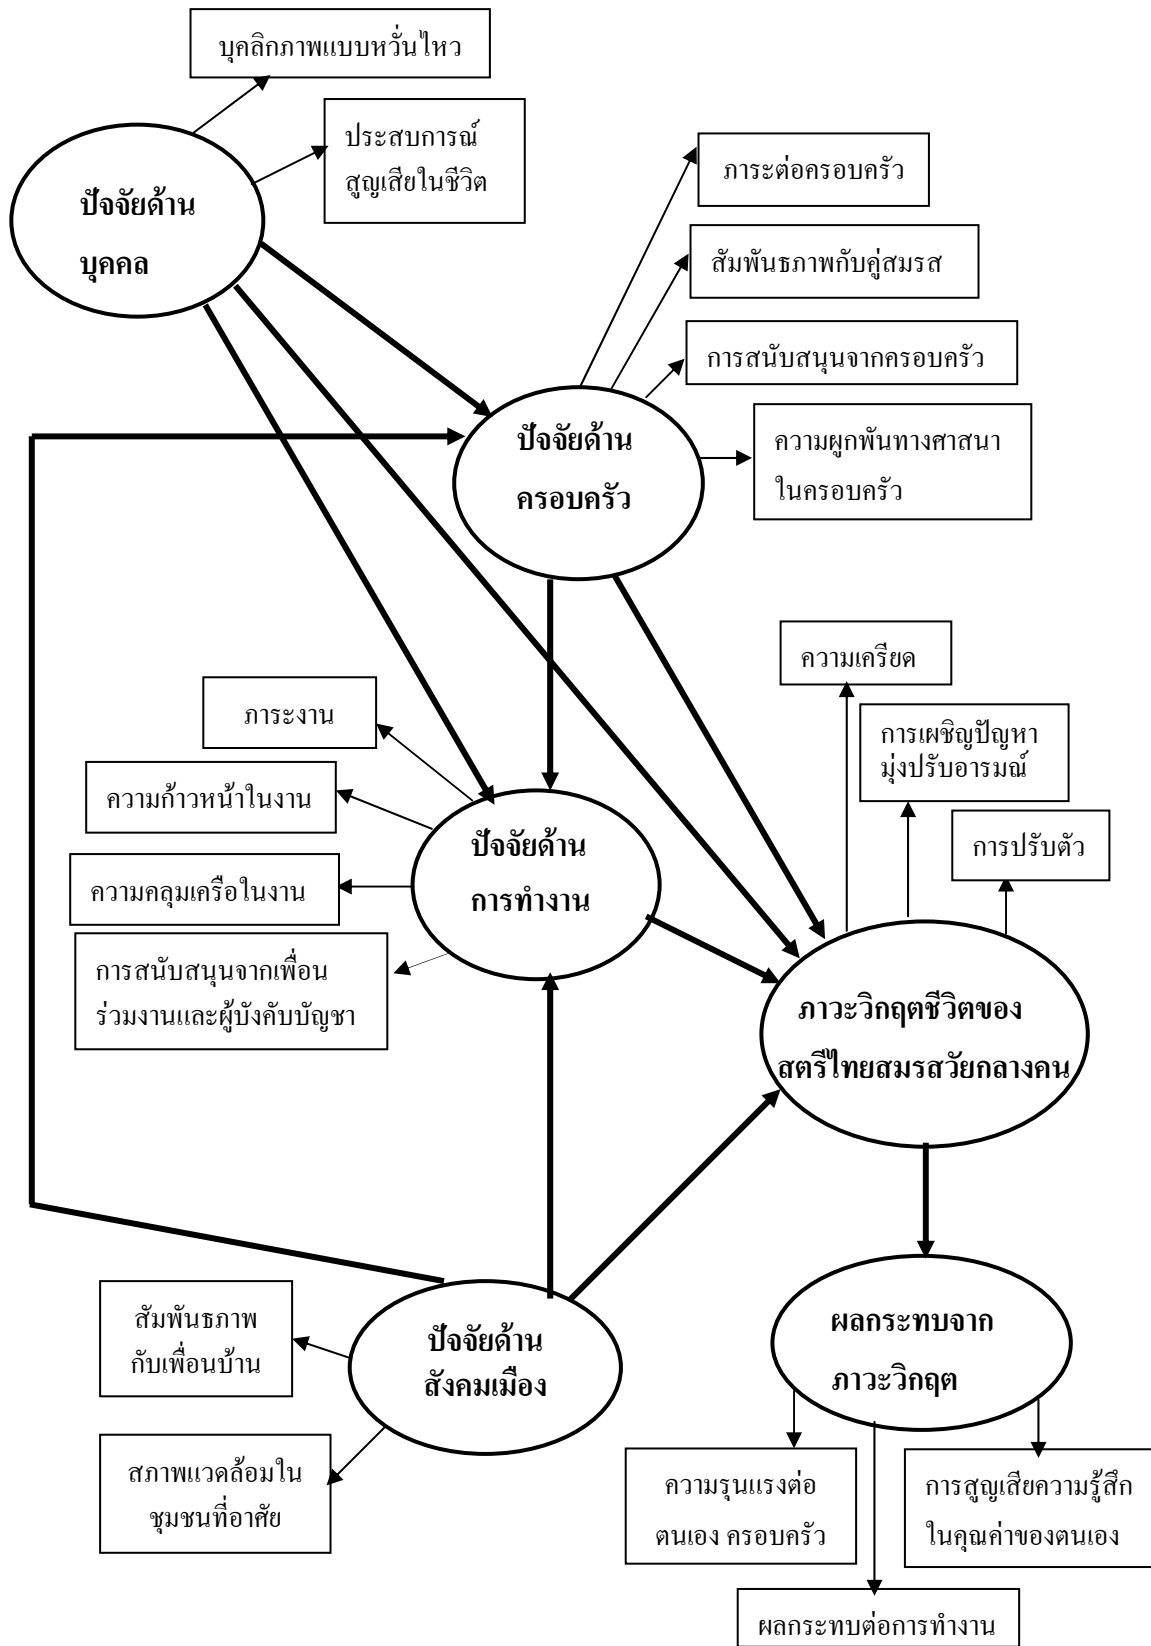 บุคลิกภาพแบบหวั่นไหว
ประสบการณ์
สูญเสียในชีวิต
ปัจจัยด้าน
บุคคล
ภาระต่อครอบครัว
สัมพันธภาพกับคู่สมรส
การสนับสนุนจากครอบครัว
ความผูกพันทางศาสนา
ในครอบครัว
ปัจจัยด้าน
ครอบครัว
ความเครียด
การเผชิญปัญหา
มุ่งปรับอารมณ์
การปรับตัว
ภาระงาน
ความก้าวหน้าในงาน
ความคลุมเครือในงาน
การสนับสนุนจากเพื่อน
ร่วมงานและผู้บังคับบัญชา
ปัจจัยด้าน
การทำงาน
ภาวะวิกฤตชีวิตของ
สตรีไทยสมรสวัยกลางคน
สัมพันธภาพ
กับเพื่อนบ้าน
สภาพแวดล้อมใน
ชุมชนที่อาศัย
ปัจจัยด้าน
สังคมเมือง
ผลกระทบจาก
ภาวะวิกฤต
ความรุนแรงต่อ
ตนเอง ครอบครัว
การสูญเสียความรู้สึก
ในคุณค่าของตนเอง
ผลกระทบต่อการทำงาน